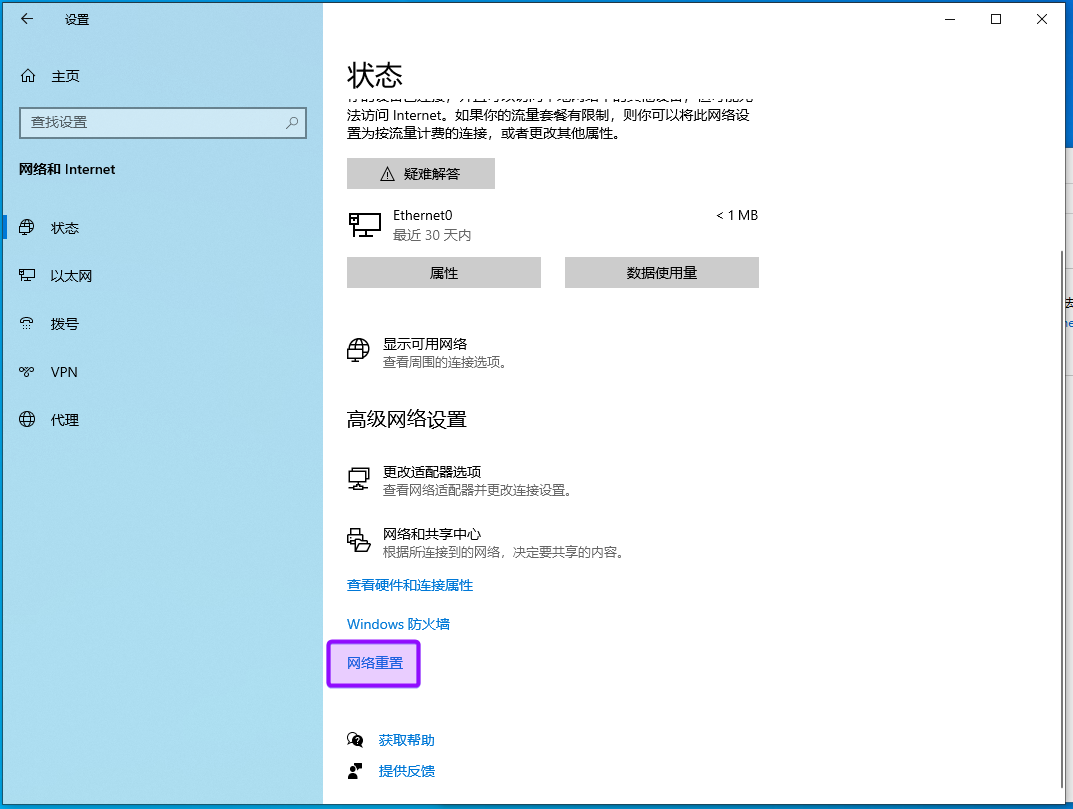 设置
主页
查找设置
网络和 Internet
状态
以太网
拨号
VPN
代理
状态
法访问 Internet。如果你的流量套餐有限制，则你可以将此网络设
置为按流量计费的连接，或者更改其他属性。
疑难解答
Ethernet0
< 1 MB
最近 30 天内
属性
数据使用量
显示可用网络
查看周围的连接选项。
高级网络设置
更改适配器选项
查看网络适配器并更改连接设置。
网络和共享中心
根据所连接到的网络，决定要共享的内容。
查看硬件和连接属性
Windows 防火墙
网络重置
获取帮助
提供反馈